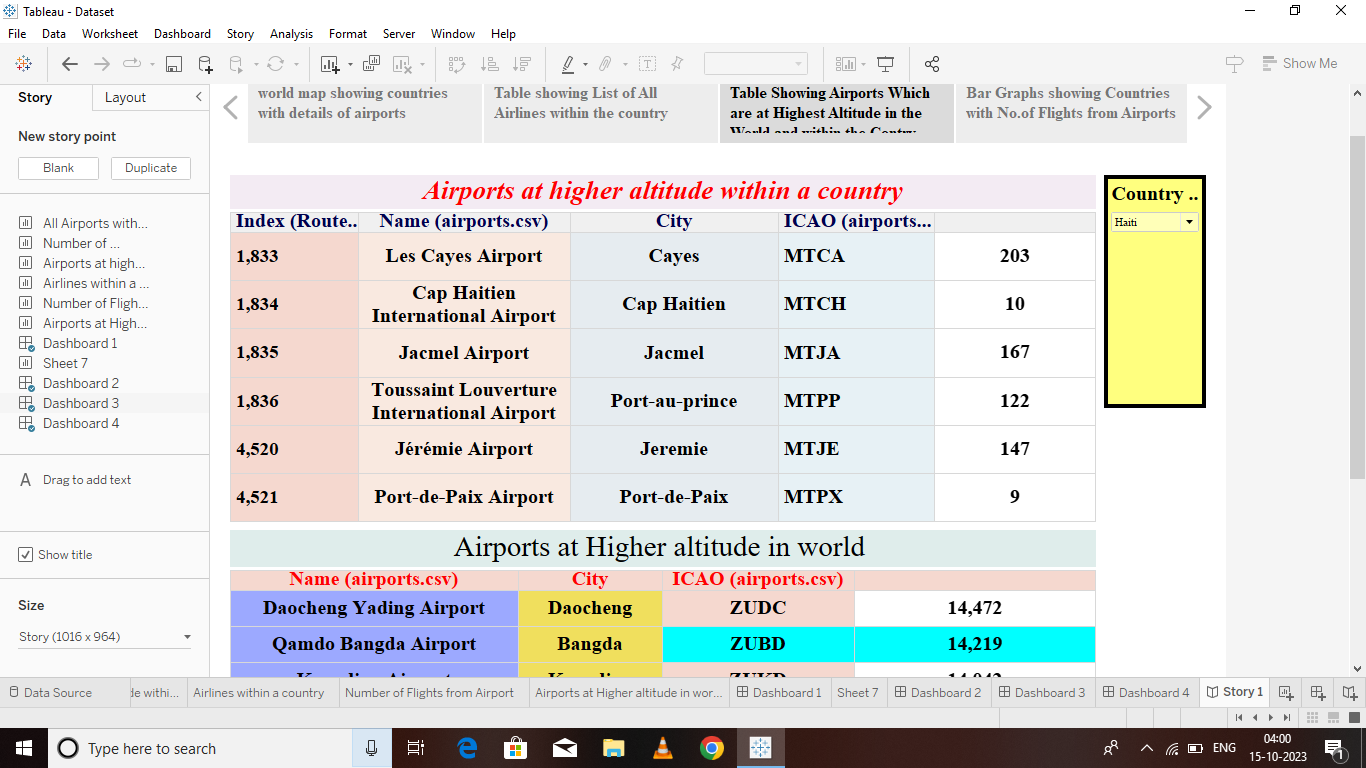 Tableau - Dataset
File Data Worksheet Dashboard Story Analysis Format Server Window Help
Show Me
Story Layout
New story point
Blank Duplicate
All Airports with...
Number of ...
Airports at high...
Airlines within a ...
Number of Fligh...
Airports at High...
Dashboard 1
Sheet 7
Dashboard 2
Dashboard 3
Dashboard 4
A Drag to add text
Show title
Size
Story (1016 x 964)
world map showing countries
with details of airports
Table showing List of All
Airlines within the country
Table Showing Airports Which
are at Highest Altitude in the
World and within the Contry
Bar Graphs showing Countries
with No.of Flights from Airports
Airports at higher altitude within a country
Index (Route.. Name (airports.csv) City ICAO (airports...
1,833 Les Cayes Airport Cayes MTCA 203
1,834 Cap Haitien International Airport Cap Haitien MTCH 10
1,835 Jacmel Airport Jacmel MTJA 167
1,836 Toussaint Louverture International Airport Port-au-prince MTPP 122
4,520 Jérémie Airport Jeremie MTJE 147
4,521 Port-de-Paix Airport Port-de-Paix MTPX 9
Country ..
Haiti
Airports at Higher altitude in world
Name (airports.csv) City ICAO (airports.csv)
Daocheng Yading Airport Daocheng ZUDC 14,472
Qamdo Bangda Airport Bangda ZUBD 14,219
Data Source de withi... Airlines within a country Number of Flights from Airport Airports at Higher altitude in wor... Dashboard 1 Sheet 7 Dashboard 2 Dashboard 3 Dashboard 4 Story 1
Type here to search
ENG
04:00
15-10-2023
1